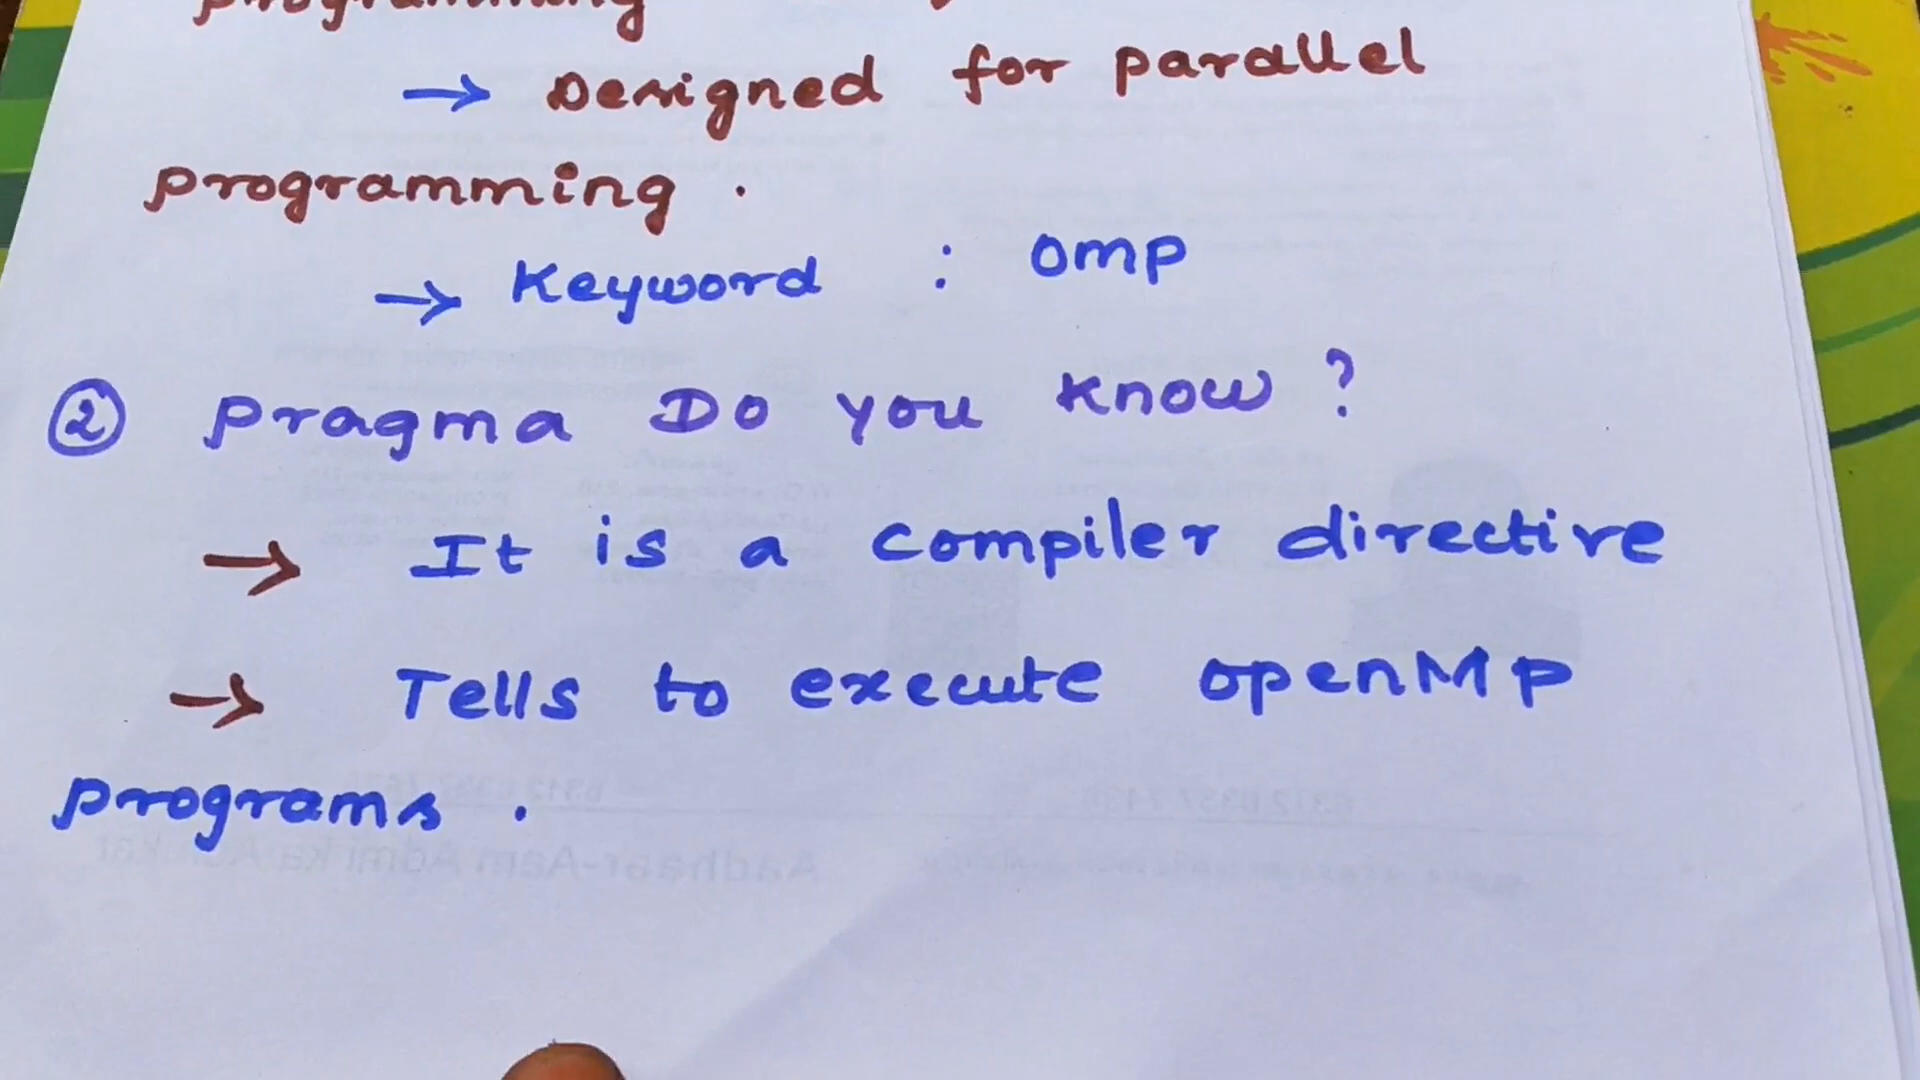 programming
→ Designed for parallel
programming .
→ Keyword : omp
② pragma Do you know ?
→ It is a compiler directive
→ Tells to execute openMp
programs .